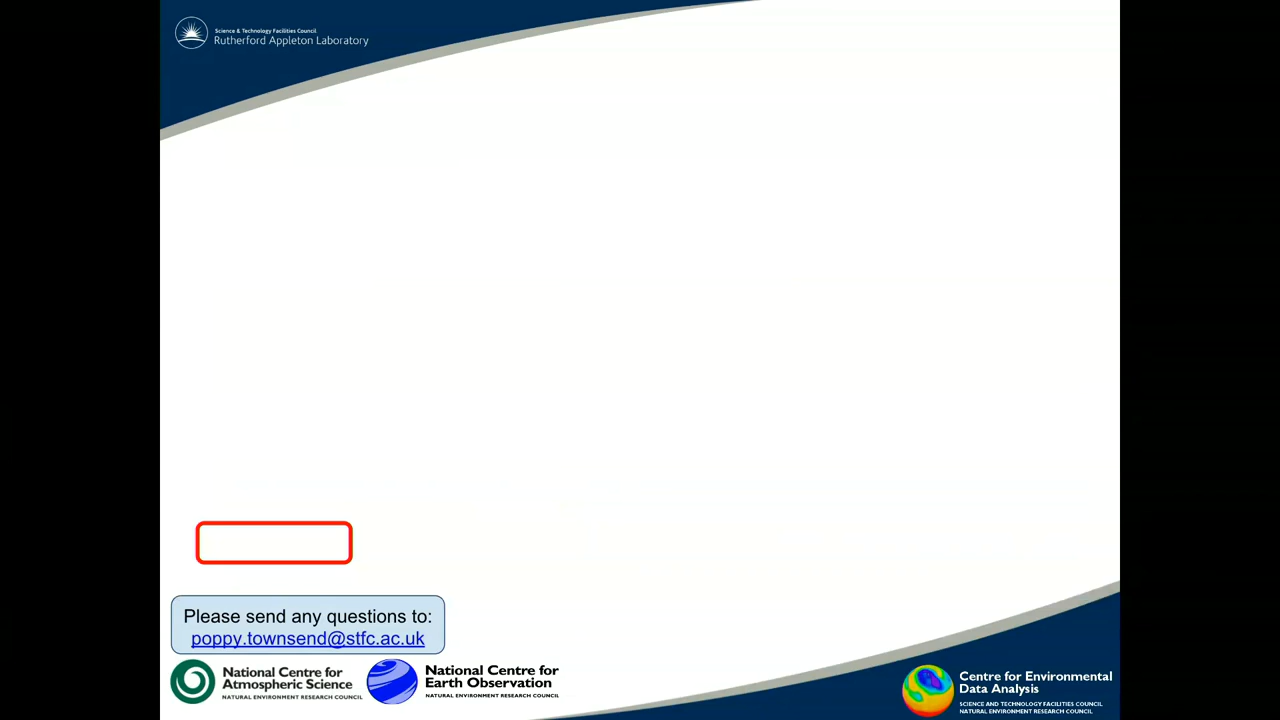 Science & Technology Facilities Council
Rutherford Appleton Laboratory
Please send any questions to:
poppy.townsend@stfc.ac.uk
National Centre for
Atmospheric Science
NATURAL ENVIRONMENT RESEARCH COUNCIL
National Centre for
Earth Observation
NATURAL ENVIRONMENT RESEARCH COUNCIL
Centre for Environmental
Data Analysis
SCIENCE AND TECHNOLOGY FACILITIES COUNCIL
NATURAL ENVIRONMENT RESEARCH COUNCIL